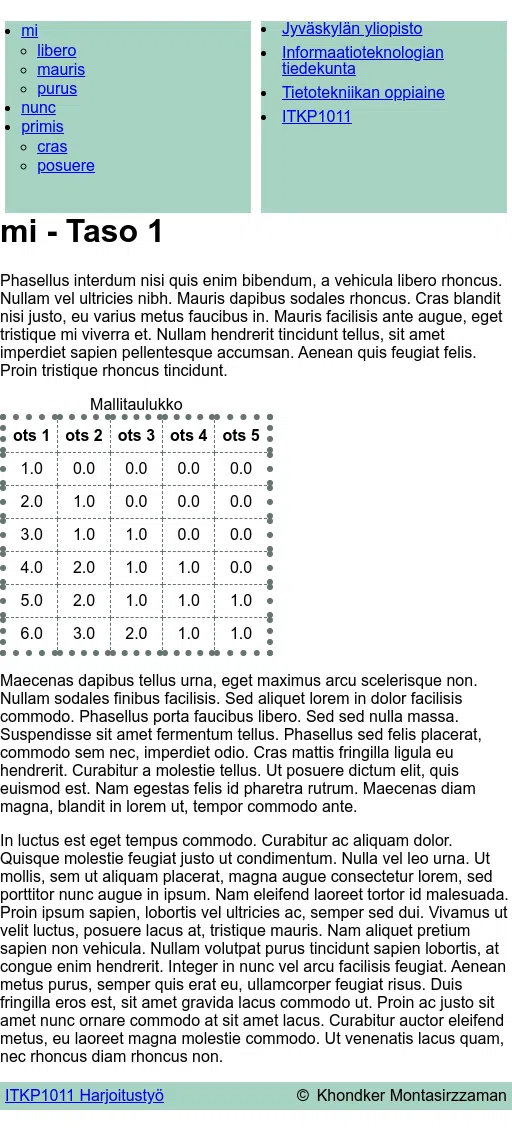 mi
libero
mauris
purus
nunc
primis
cras
posuere
Jyväskylän yliopisto
Informaatioteknologian
tiedekunta
Tietotekniikan oppiaine
ITKP1011
mi - Taso 1
Phasellus interdum nisi quis enim bibendum, a vehicula libero rhoncus.
Nullam vel ultricies nibh. Mauris dapibus sodales rhoncus. Cras blandit
nisi justo, eu varius metus faucibus in. Mauris facilisis ante augue, eget
tristique mi viverra et. Nullam hendrerit tincidunt tellus, sit amet
imperdiet sapien pellentesque accumsan. Aenean quis feugiat felis.
Proin tristique rhoncus tincidunt.
Mallitaulukko
ots 1 ots 2 ots 3 ots 4 ots 5
1.0 0.0 0.0 0.0 0.0
2.0 1.0 0.0 0.0 0.0
3.0 1.0 1.0 0.0 0.0
4.0 2.0 1.0 1.0 0.0
5.0 2.0 1.0 1.0 1.0
6.0 3.0 2.0 1.0 1.0
Maecenas dapibus tellus urna, eget maximus arcu scelerisque non.
Nullam sodales finibus facilisis. Sed aliquet lorem in dolor facilisis
commodo. Phasellus porta faucibus libero. Sed sed nulla massa.
Suspendisse sit amet fermentum tellus. Phasellus sed felis placerat,
commodo sem nec, imperdiet odio. Cras mattis fringilla ligula eu
hendrerit. Curabitur a molestie tellus. Ut posuere dictum elit, quis
euismod est. Nam egestas felis id pharetra rutrum. Maecenas diam
magna, blandit in lorem ut, tempor commodo ante.
In luctus est eget tempus commodo. Curabitur ac aliquam dolor.
Quisque molestie feugiat justo ut condimentum. Nulla vel leo urna. Ut
mollis, sem ut aliquam placerat, magna augue consectetur lorem, sed
porttitor nunc augue in ipsum. Nam eleifend laoreet tortor id malesuada.
Proin ipsum sapien, lobortis vel ultricies ac, semper sed dui. Vivamus ut
velit luctus, posuere lacus at, tristique mauris. Nam aliquet pretium
sapien non vehicula. Nullam volutpat purus tincidunt sapien lobortis, at
congue enim hendrerit. Integer in nunc vel arcu facilisis feugiat. Aenean
metus purus, semper quis erat eu, ullamcorper feugiat risus. Duis
fringilla eros est, sit amet gravida lacus commodo ut. Proin ac justo sit
amet nunc ornare commodo at sit amet lacus. Curabitur auctor eleifend
metus, eu laoreet magna molestie commodo. Ut venenatis lacus quam,
nec rhoncus diam rhoncus non.
ITKP1011 Harjoitustyö © Khondker Montasirzzaman